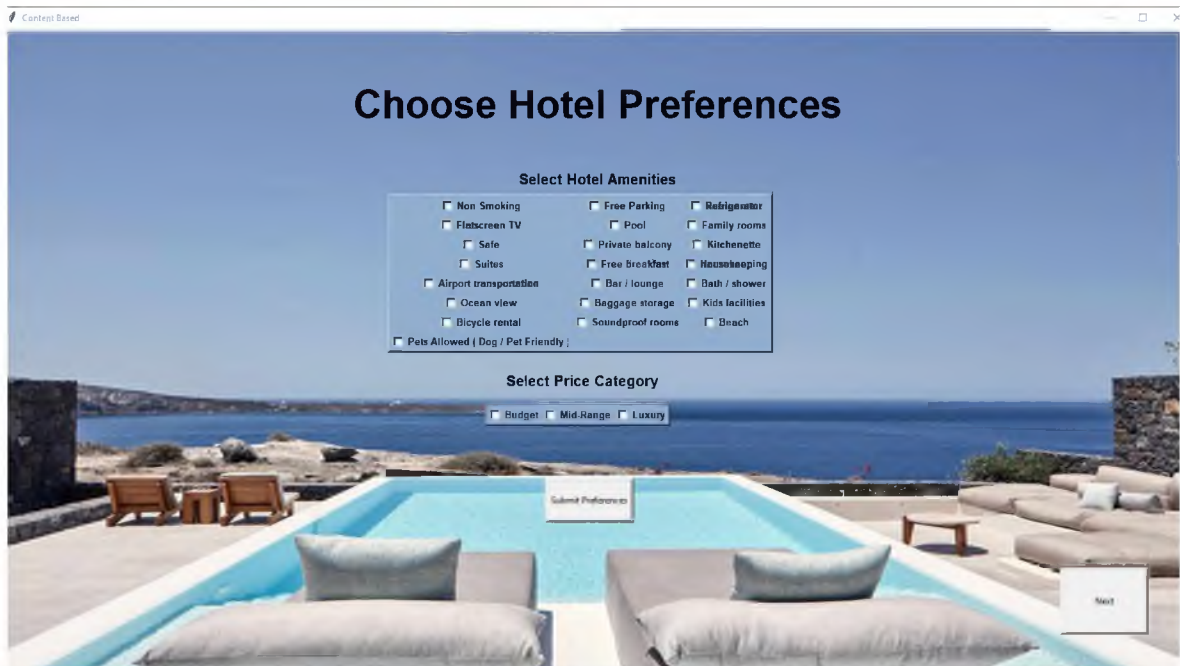 Content Based
Choose Hotel Preferences
Select Hotel Amenities
Non Smoking Free Parking Refrigerator
Flatscreen TV Pool Family rooms
Safe Private balcony Kitchenette
Suites Free Breakfast Housekeeping
Airport transportation Bar / lounge Bath / shower
Ocean view Baggage storage Kids facilities
Bicycle rental Soundproof rooms Beach
Pets Allowed ( Dog / Pet Friendly )
Select Price Category
Budget Mid-Range Luxury
Submit Preferences
Next